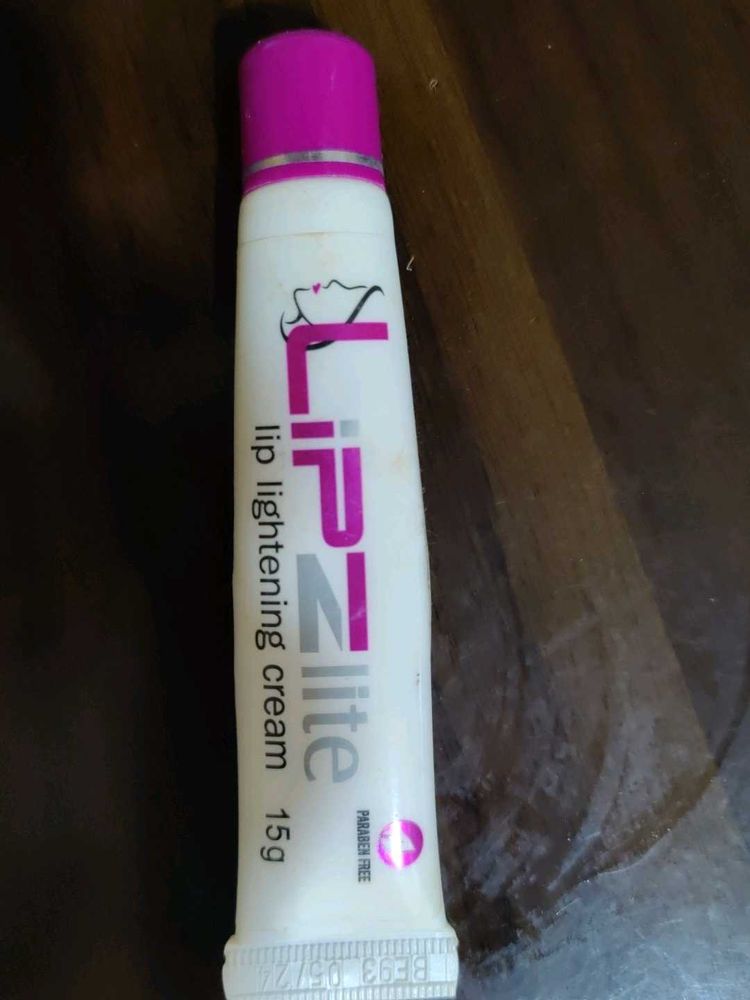 LiPZlite
lip lightening cream 15g
PARABEN FREE
BE93 05/24